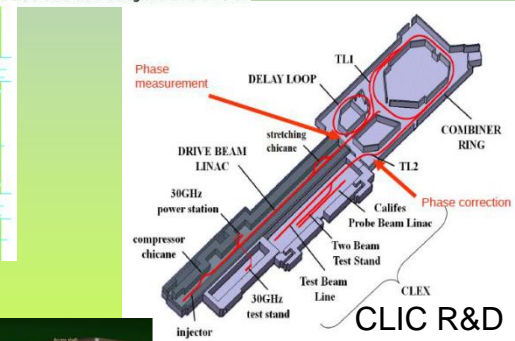 Phase
measurement
TL1
DELAY LOOP
stretching
chicane
COMBINER
RING
DRIVE BEAM
LINAC
TL2
Phase correction
30GHz
power station
Califes
Probe Beam Linac
compressor
chicane
Two Beam
Test Stand
Test Beam
Line
CLEX
30GHz
test stand
injector
CLIC R&D